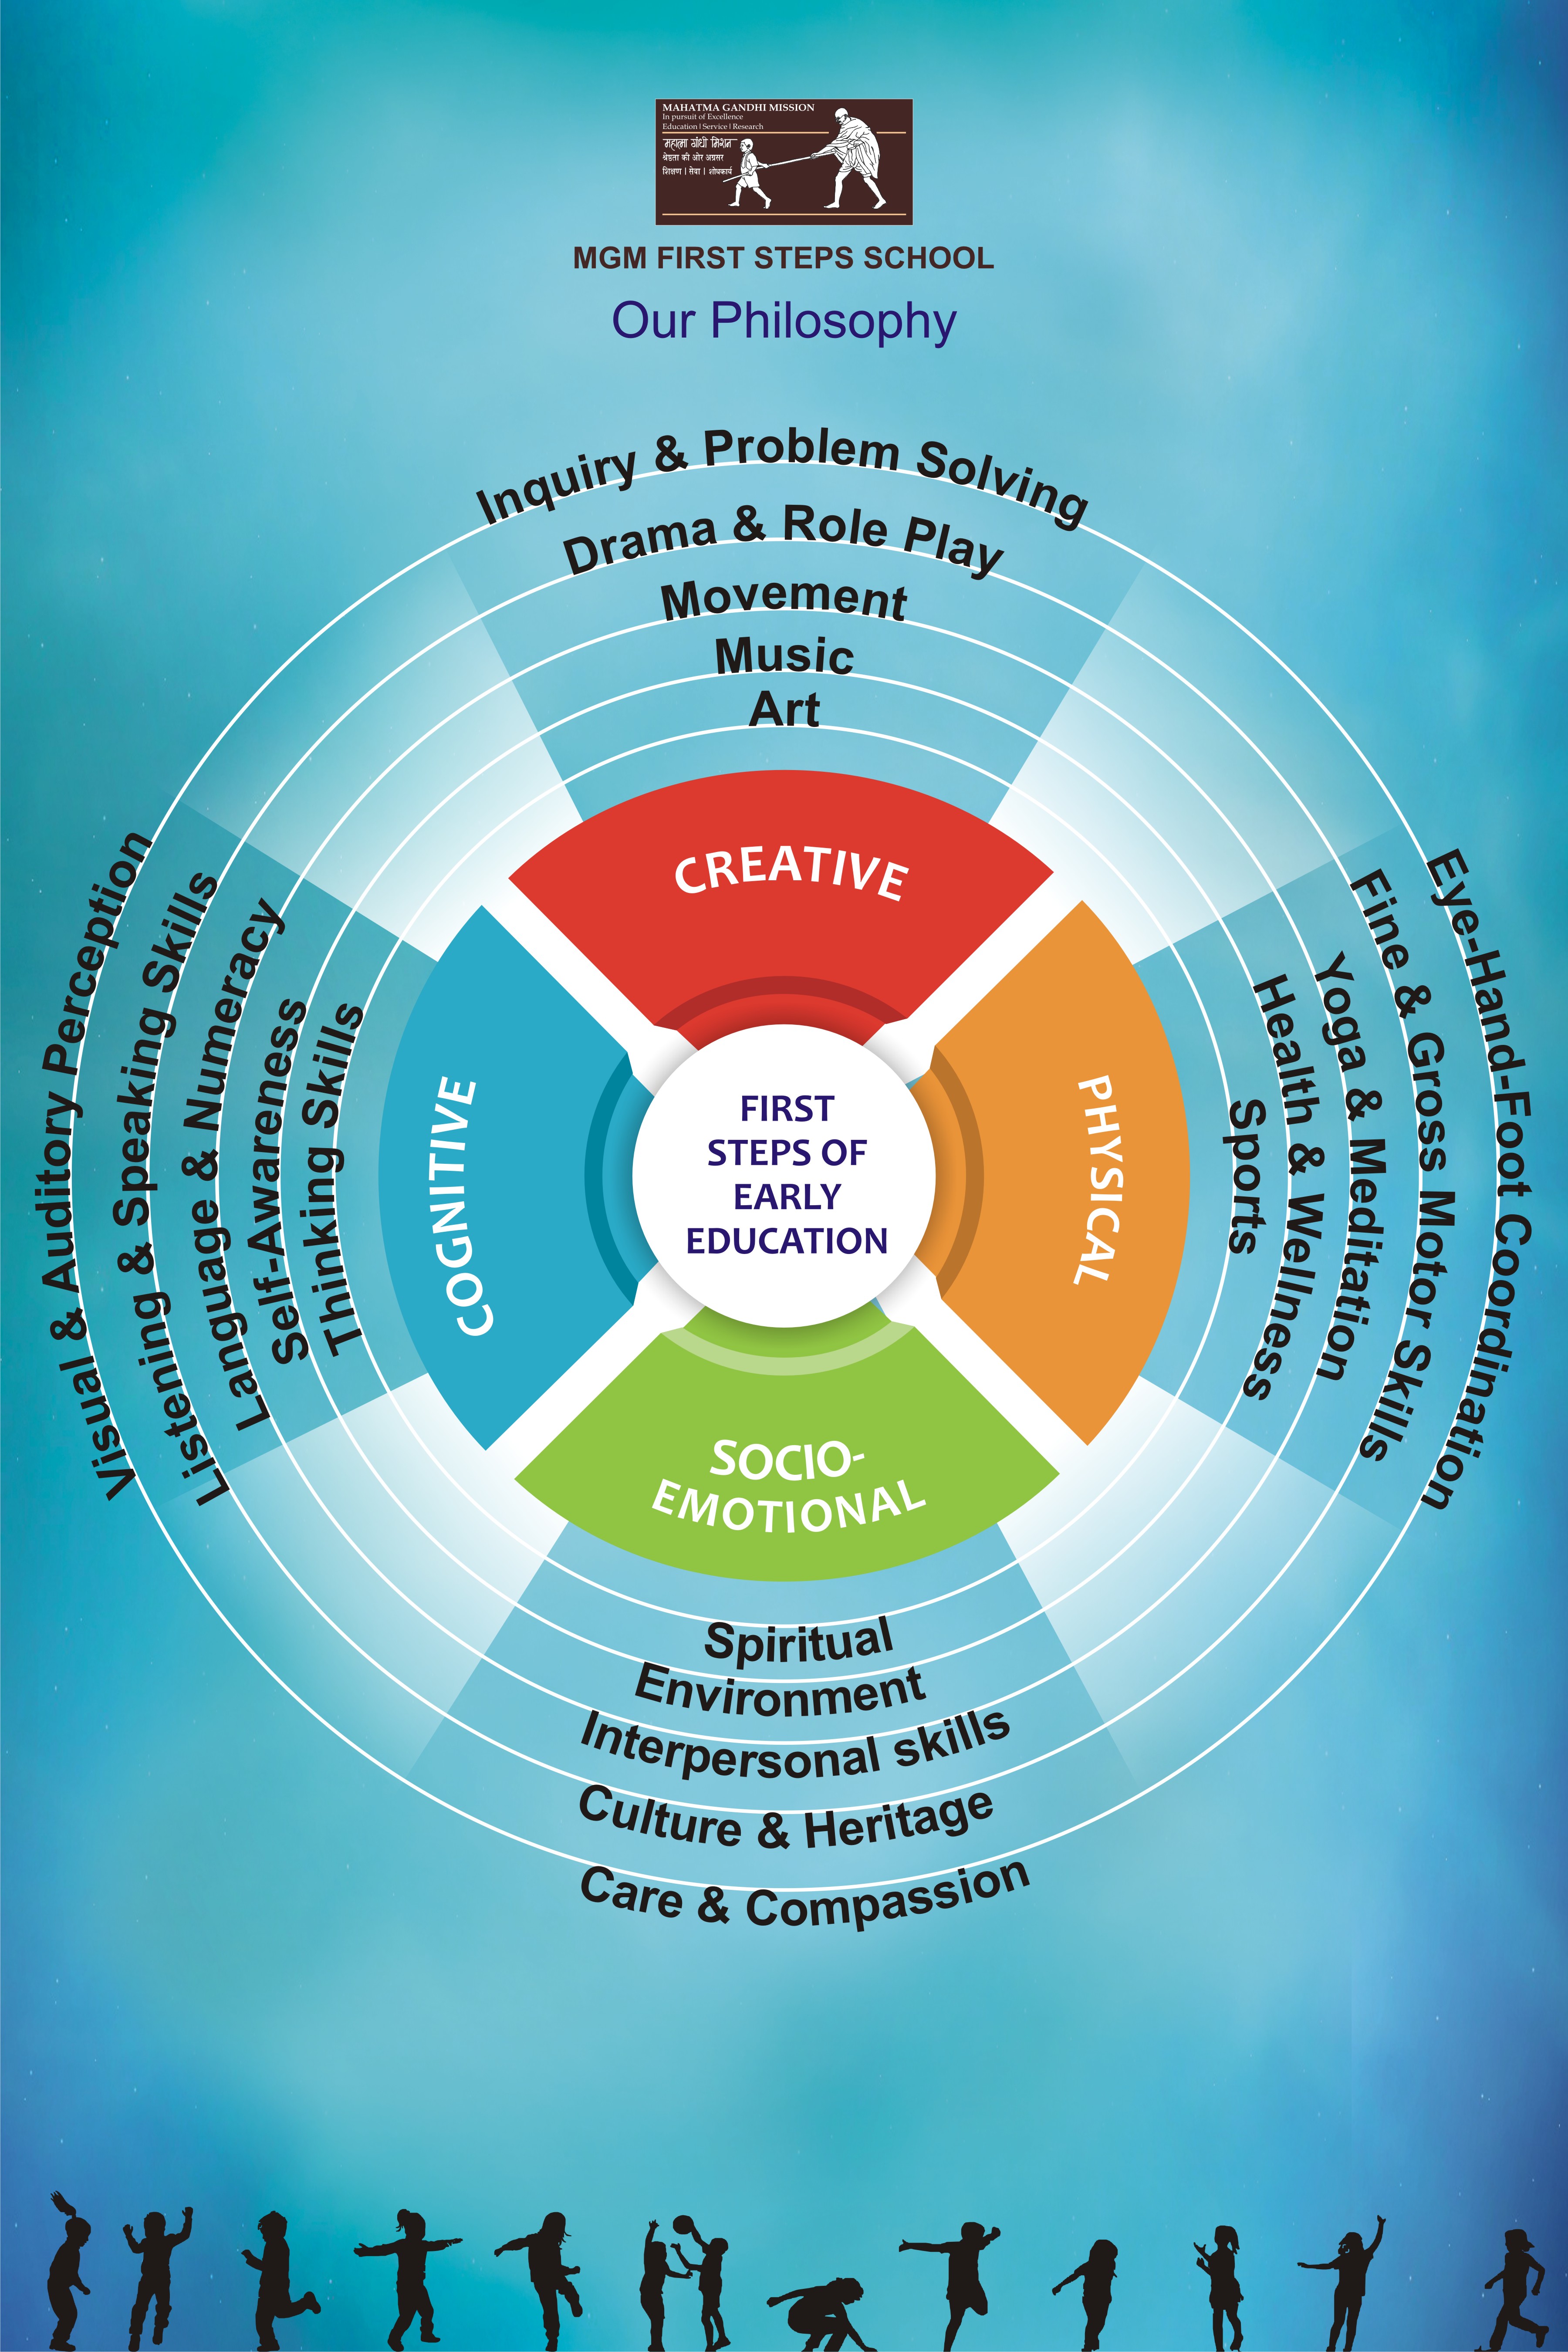 MAHATMA GANDHI MISSION
In pursuit of Excellence
Education | Service | Research
महात्मा गांधी मिशन
श्रेष्ठता की ओर अग्रसर
शिक्षण | सेवा | शोधकार्य
MGM FIRST STEPS SCHOOL
Our Philosophy
Inquiry & Problem Solving
Drama & Role Play
Movement
Music
Art
CREATIVE
Visual & Auditory Perception
Listening & Speaking Skills
Language & Numeracy
Self-Awareness
Thinking Skills
COGNITIVE
FIRST
STEPS OF
EARLY
EDUCATION
PHYSICAL
Sports
Health & Wellness
Yoga & Meditation
Fine & Gross Motor Skills
Eye-Hand-Foot Coordination
SOCIO-
EMOTIONAL
Spiritual
Environment
Interpersonal skills
Culture & Heritage
Care & Compassion